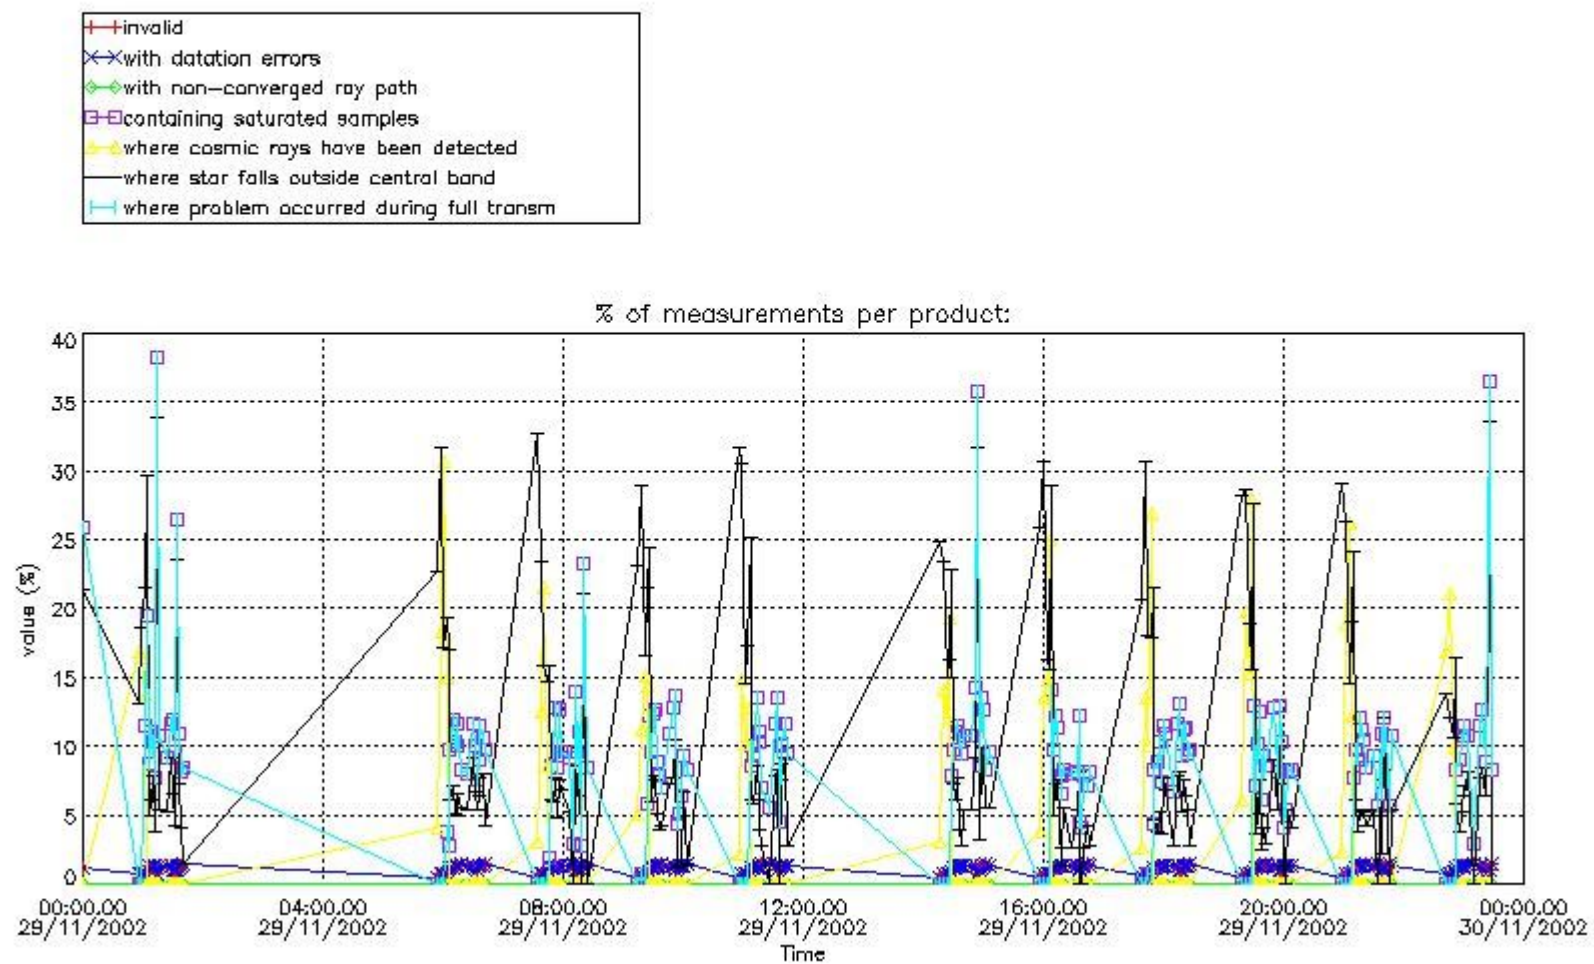 invalid
with datation errors
with non-converged ray path
containing saturated samples
where cosmic rays have been detected
where star falls outside central band
where problem occurred during full transm
% of measurements per product:
40
35
30
25
20
15
10
5
0
value (%)
00:00:00 04:00:00 08:00:00 12:00:00 16:00:00 20:00:00 00:00:00
29/11/2002 29/11/2002 29/11/2002 29/11/2002 29/11/2002 29/11/2002 30/11/2002
Time